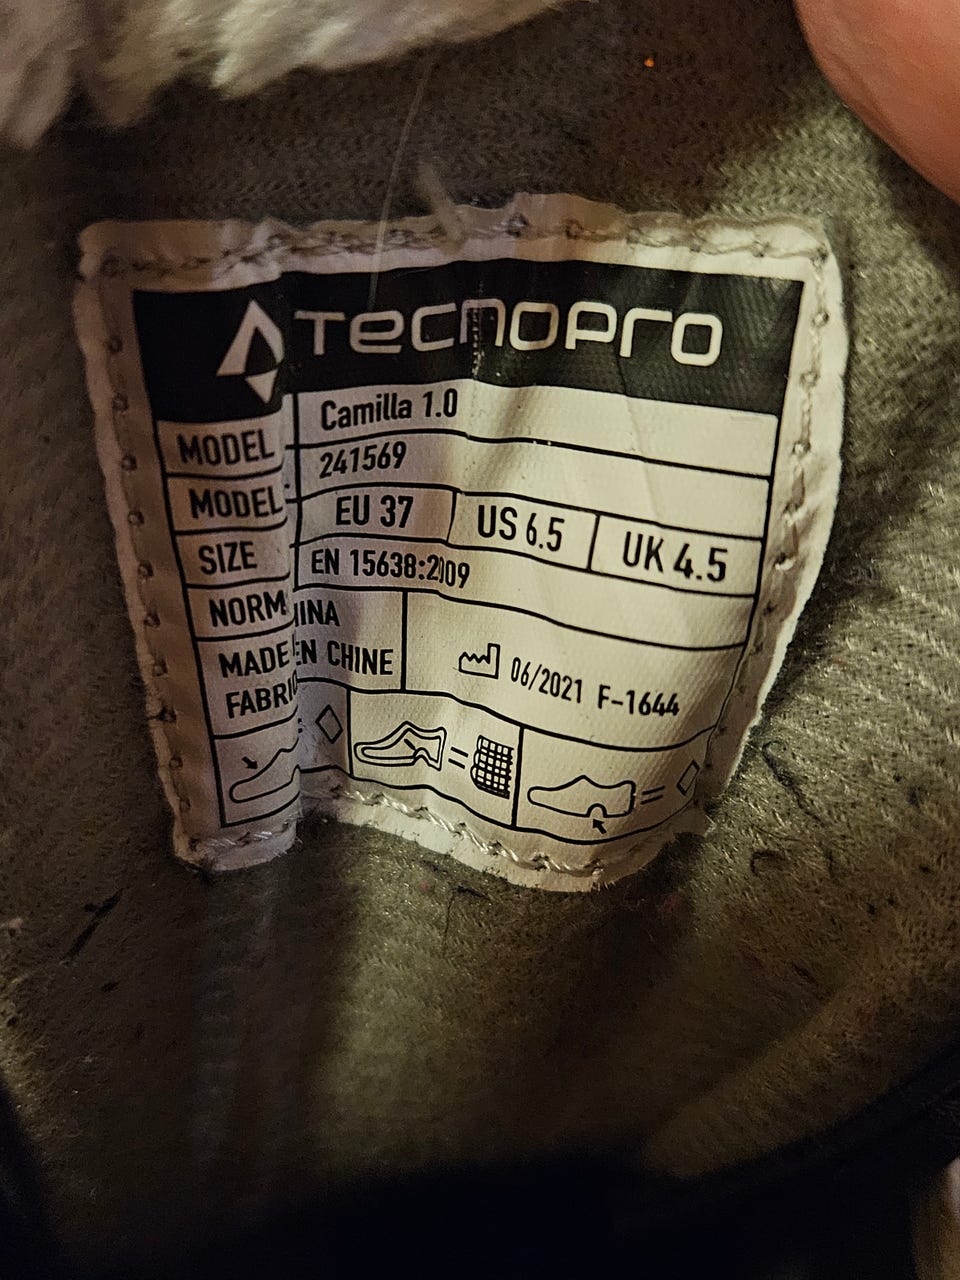 TECNOPRO
MODEL Camilla 1.0
MODEL 241569
SIZE EU 37 US 6.5 UK 4.5
NORM EN 15638:2009
MADE INA
FABRI EN CHINE 06/2021 F-1644